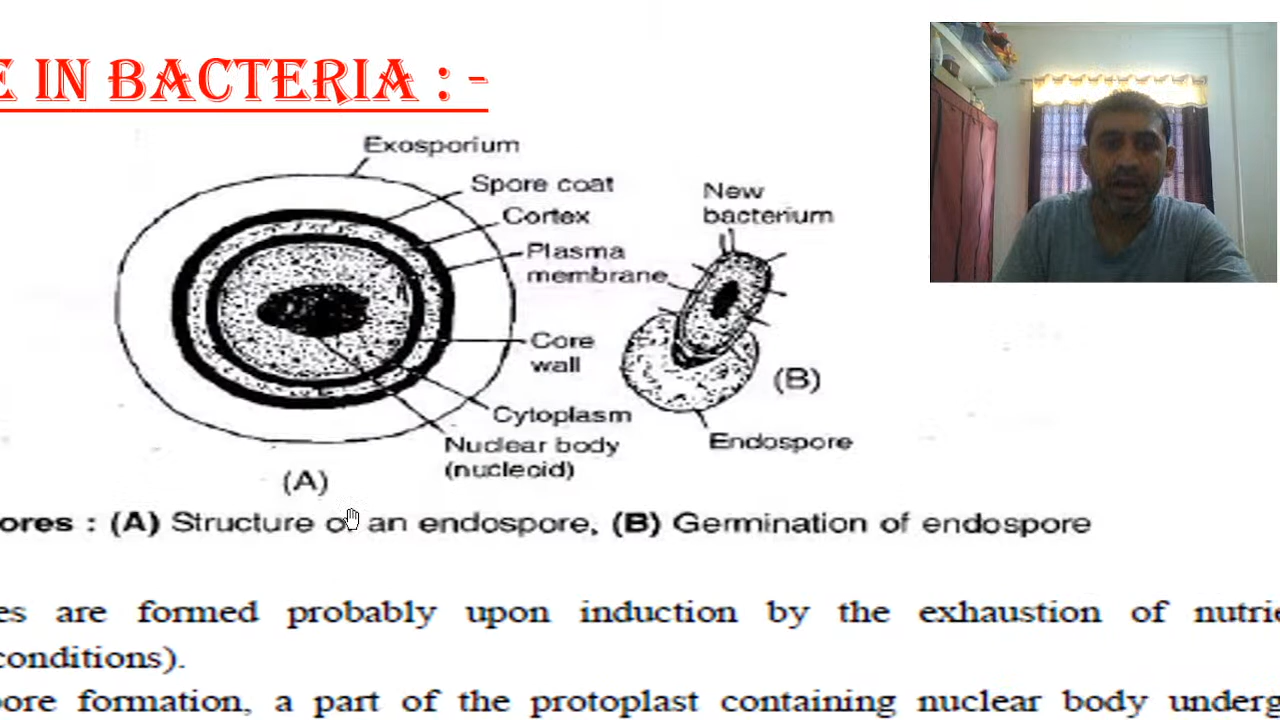 E IN BACTERIA : -
Exosporium
Spore coat
Cortex
Plasma
membrane
Core
wall
Cytoplasm
Nuclear body
(nucleoid)
(A)
New
bacterium
(B)
Endospore
ores : (A) Structure of an endospore, (B) Germination of endospore
es are formed probably upon induction by the exhaustion of nutrie
conditions).
ore formation, a part of the protoplast containing nuclear body underg